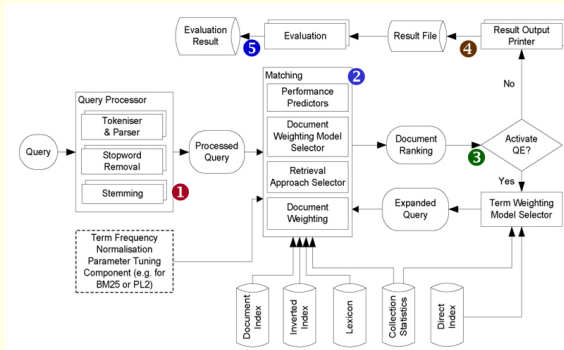 Evaluation
Result
5
Evaluation
Result File
4
Result Output
Printer
No
Matching
2
Performance
Predictors
Document
Weighting Model
Selector
Retrieval
Approach Selector
Document
Weighting
Query Processor
Tokeniser
& Parser
Stopword
Removal
Stemming
1
Query
Processed
Query
Document
Ranking
3
Activate
QE?
Yes
Expanded
Query
Term Weighting
Model Selector
Term Frequency
Normalisation
Parameter Tuning
Component (e.g. for
BM25 or PL2)
Document
Index
Inverted
Index
Lexicon
Collection
Statistics
Direct
Index